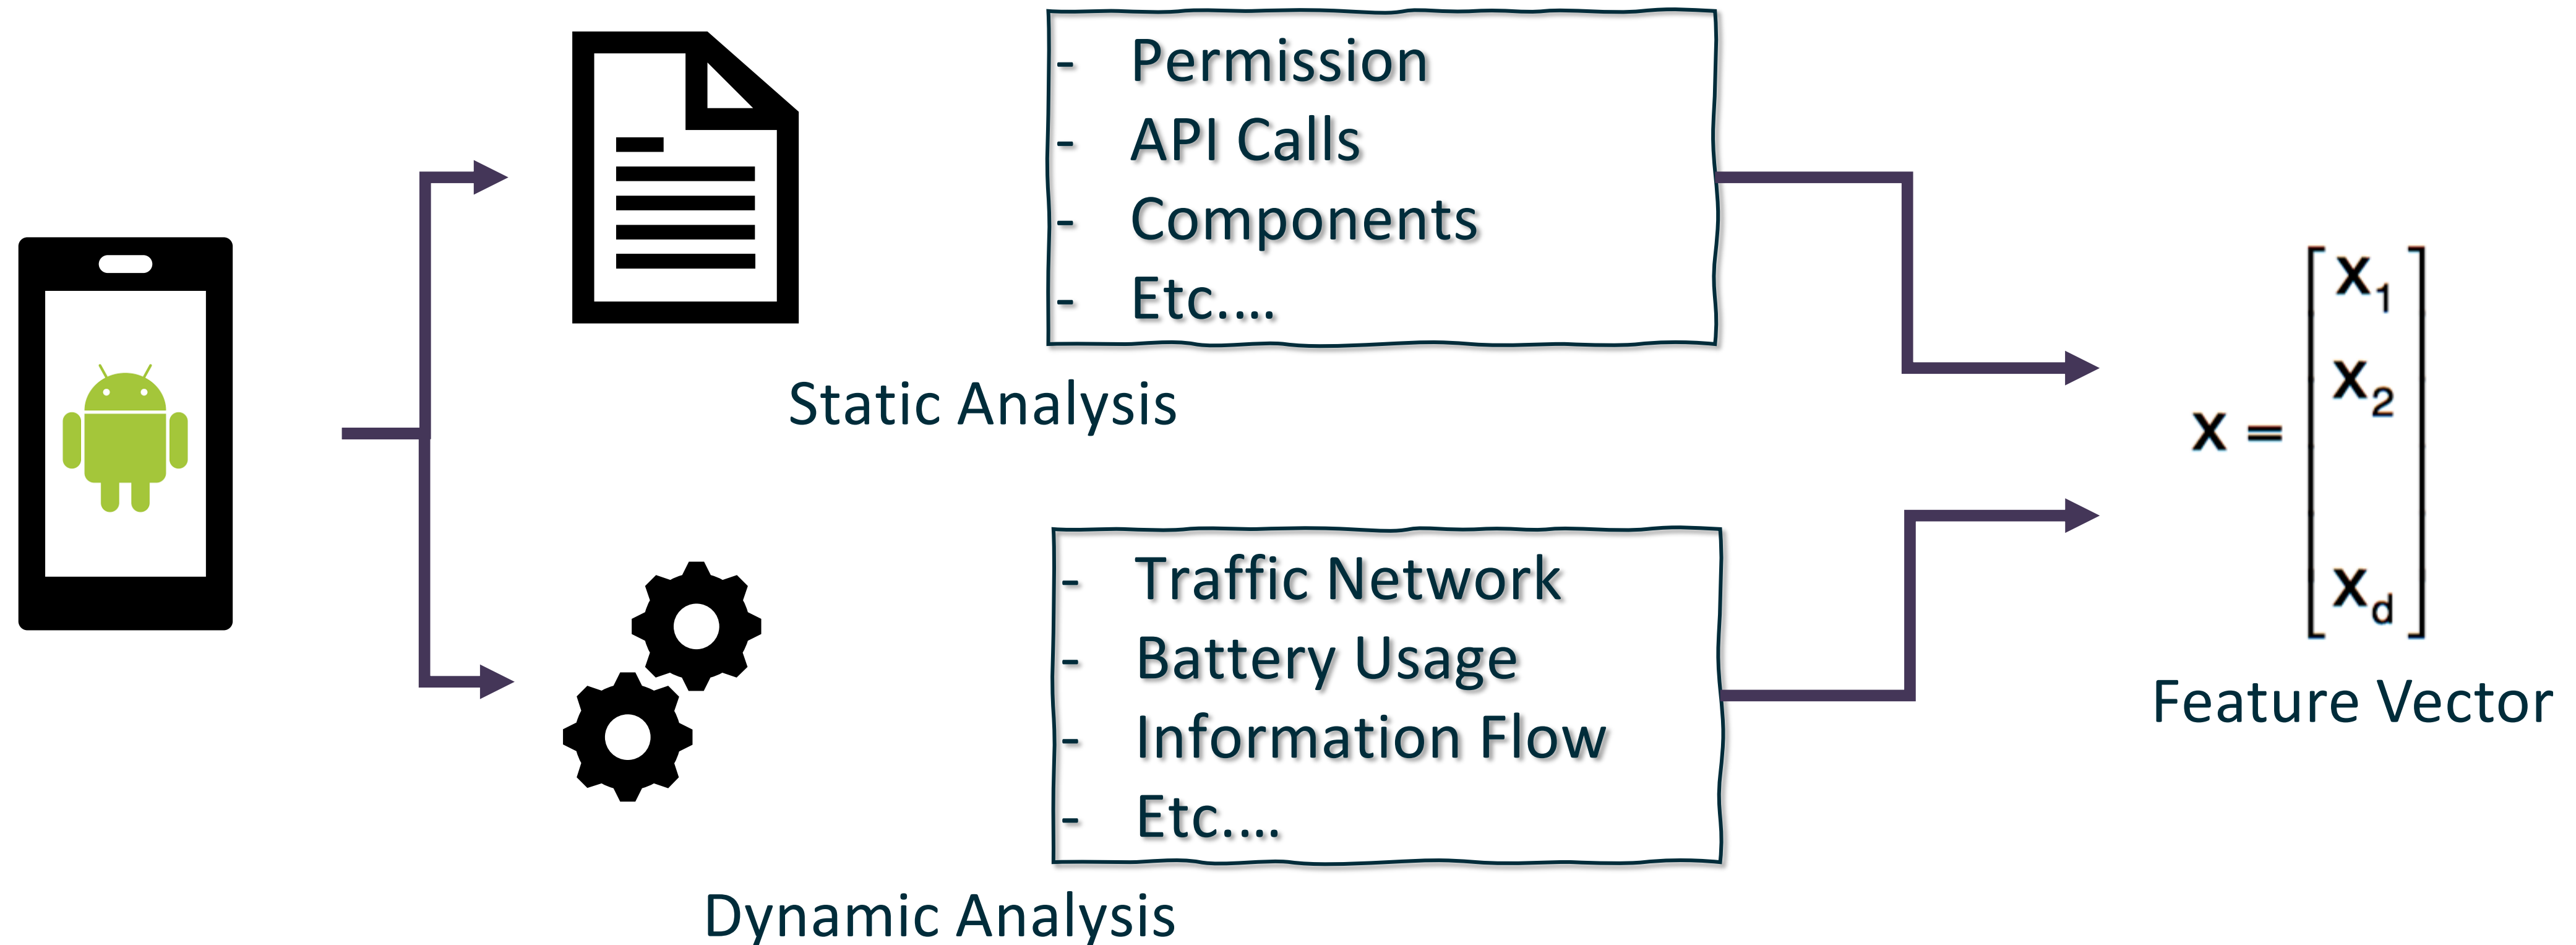 - Permission
- API Calls
- Components
- Etc....
Static Analysis
- Traffic Network
- Battery Usage
- Information Flow
- Etc....
Dynamic Analysis
x =
x₁
x₂
x_d
Feature Vector